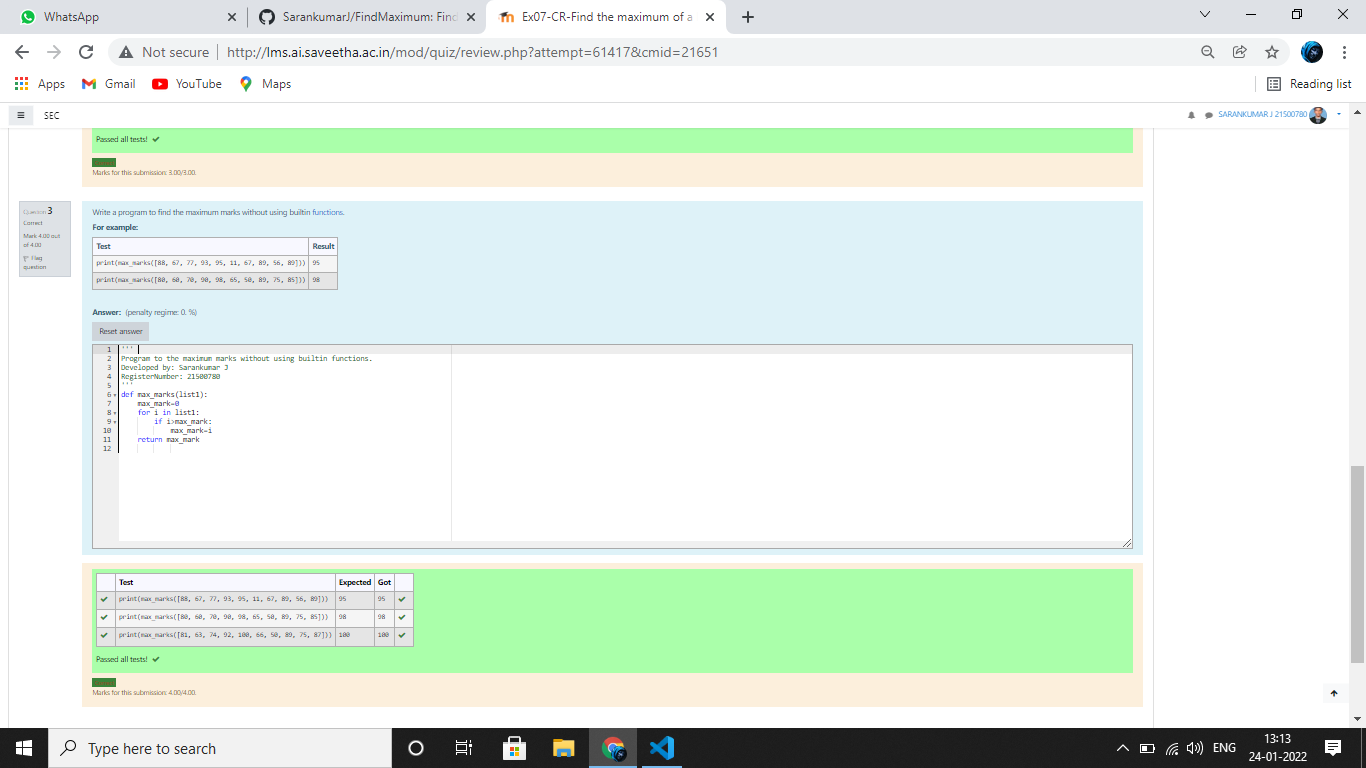 WhatsApp
SarankumarJ/FindMaximum: Find
Ex07-CR-Find the maximum of a
Not secure
http://lms.ai.saveetha.ac.in/mod/quiz/review.php?attempt=61417&cmid=21651
Apps
Gmail
YouTube
Maps
Reading list
SEC
SARANKUMAR J 21500780
Passed all tests!
Marks for this submission: 3.00/3.00.
Question 3
Correct
Mark 4.00 out
of 4.00
Flag
question
Write a program to find the maximum marks without using builtin functions.
For example:
Test Result
print(max_marks([88, 67, 77, 93, 95, 11, 67, 89, 56, 89])) 95
print(max_marks([80, 60, 70, 90, 98, 65, 50, 89, 75, 85])) 98
Answer: (penalty regime: 0. %)
Reset answer
1 '''
2 Program to the maximum marks without using builtin functions.
3 Developed by: Sarankumar J
4 RegisterNumber: 21500780
5 '''
6 def max_marks(list1):
7 max_mark=0
8 for i in list1:
9 if i>max_mark:
10 max_mark=i
11 return max_mark
12
Test Expected Got
print(max_marks([88, 67, 77, 93, 95, 11, 67, 89, 56, 89])) 95 95
print(max_marks([80, 60, 70, 90, 98, 65, 50, 89, 75, 85])) 98 98
print(max_marks([81, 63, 74, 92, 100, 66, 50, 89, 75, 87])) 100 100
Passed all tests!
Marks for this submission: 4.00/4.00.
Type here to search
ENG
13:13
24-01-2022